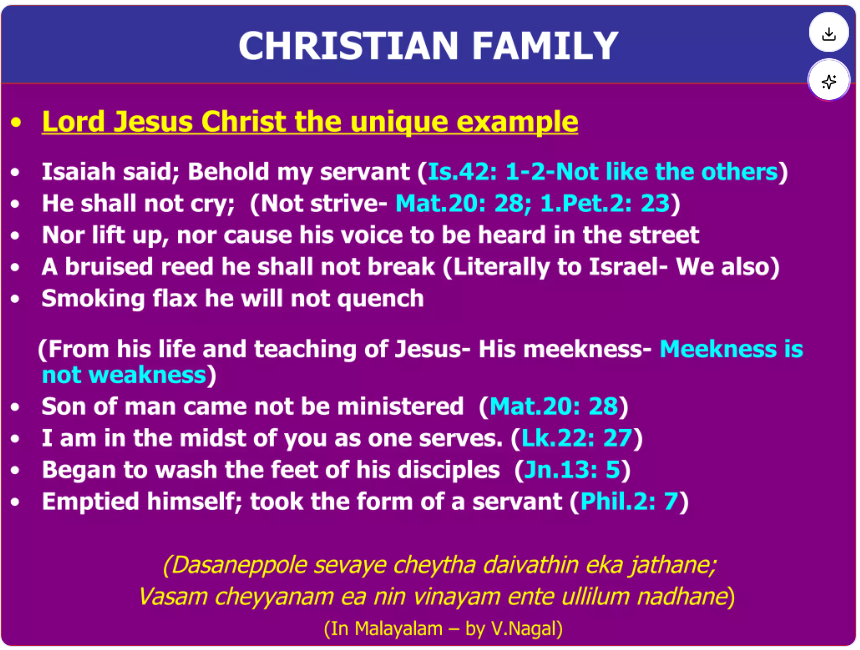 CHRISTIAN FAMILY
• Lord Jesus Christ the unique example
• Isaiah said; Behold my servant (Is.42: 1-2-Not like the others)
• He shall not cry;  (Not strive- Mat.20: 28; 1.Pet.2: 23)
• Nor lift up, nor cause his voice to be heard in the street
• A bruised reed he shall not break (Literally to Israel- We also)
• Smoking flax he will not quench
(From his life and teaching of Jesus- His meekness- Meekness is
not weakness)
• Son of man came not be ministered  (Mat.20: 28)
• I am in the midst of you as one serves. (Lk.22: 27)
• Began to wash the feet of his disciples  (Jn.13: 5)
• Emptied himself; took the form of a servant (Phil.2: 7)
(Dasaneppole sevaye cheytha daivathin eka jathane;
Vasam cheyyanam ea nin vinayam ente ullilum nadhane)
(In Malayalam – by V.Nagal)